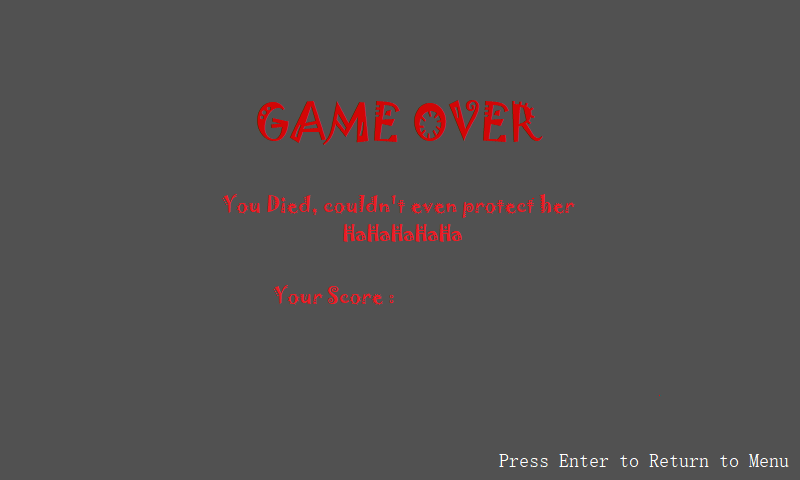 GAME OVER
You Died, couldn't even protect her
HaHaHaHaHa
Your Score :
Press Enter to Return to Menu